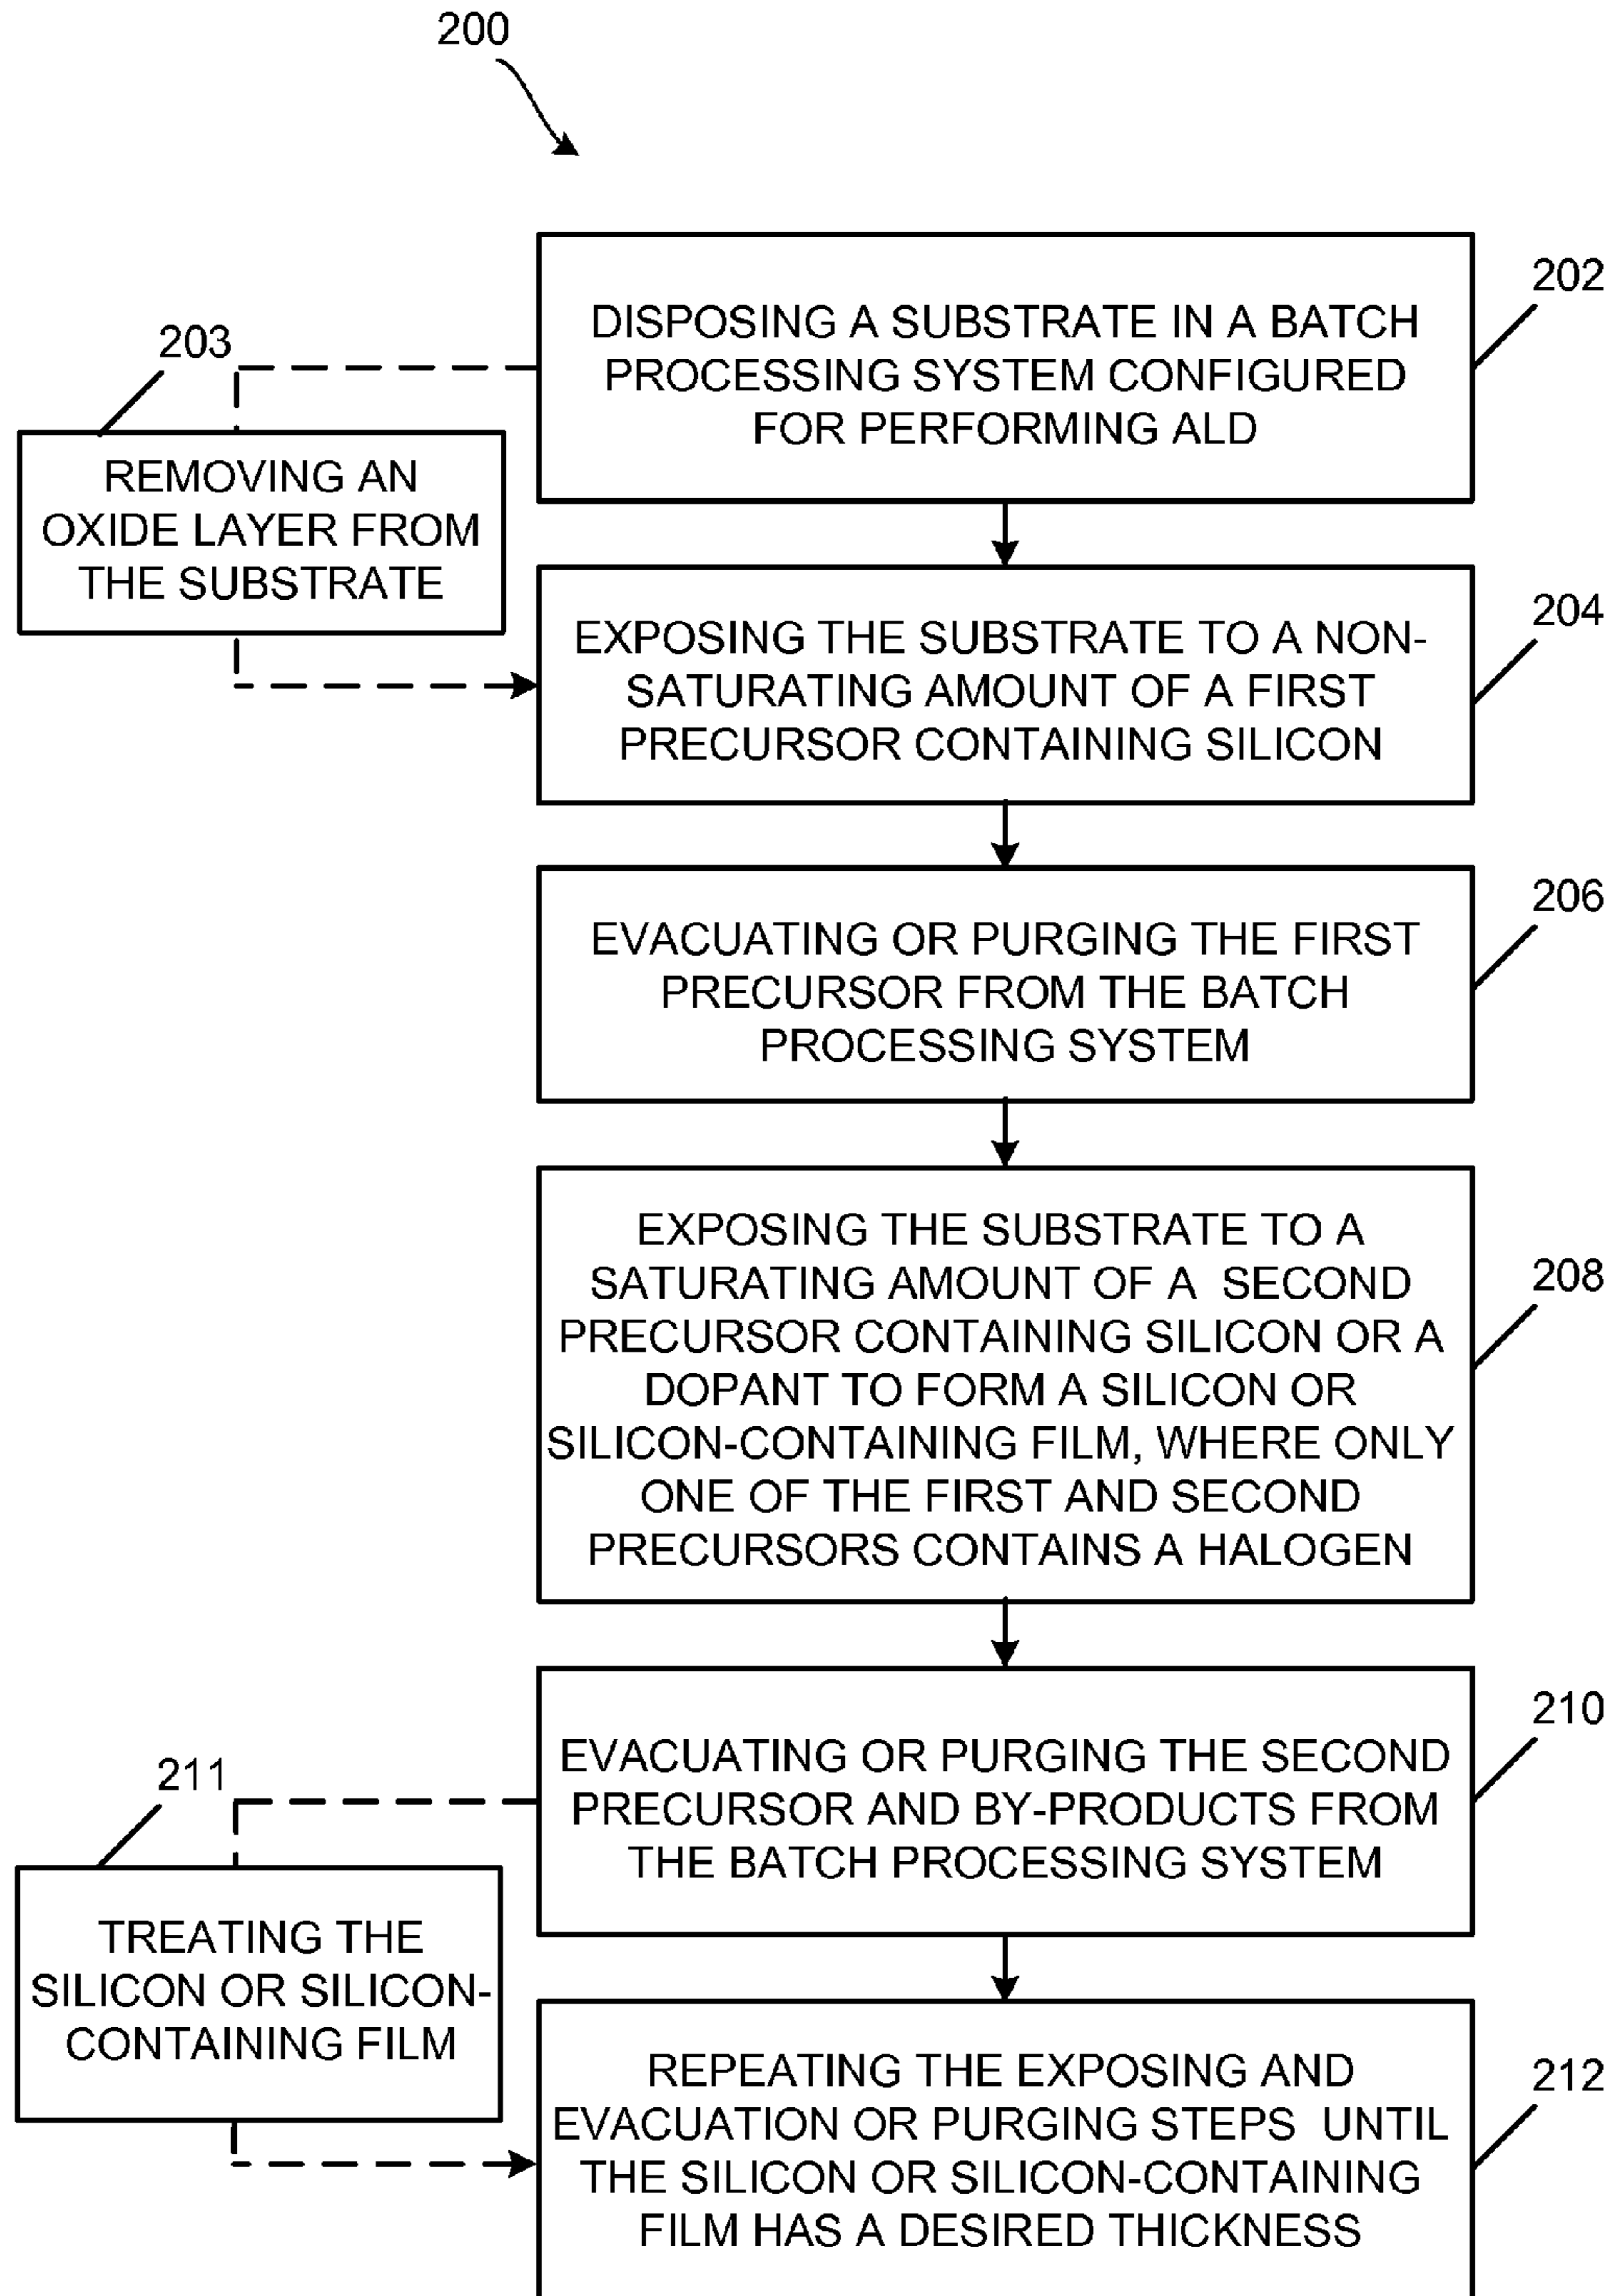 200
202
DISPOSING A SUBSTRATE IN A BATCH
PROCESSING SYSTEM CONFIGURED
FOR PERFORMING ALD
203
REMOVING AN
OXIDE LAYER FROM
THE SUBSTRATE
204
EXPOSING THE SUBSTRATE TO A NON-
SATURATING AMOUNT OF A FIRST
PRECURSOR CONTAINING SILICON
206
EVACUATING OR PURGING THE FIRST
PRECURSOR FROM THE BATCH
PROCESSING SYSTEM
208
EXPOSING THE SUBSTRATE TO A
SATURATING AMOUNT OF A SECOND
PRECURSOR CONTAINING SILICON OR A
DOPANT TO FORM A SILICON OR
SILICON-CONTAINING FILM, WHERE ONLY
ONE OF THE FIRST AND SECOND
PRECURSORS CONTAINS A HALOGEN
210
EVACUATING OR PURGING THE SECOND
PRECURSOR AND BY-PRODUCTS FROM
THE BATCH PROCESSING SYSTEM
211
TREATING THE
SILICON OR SILICON-
CONTAINING FILM
212
REPEATING THE EXPOSING AND
EVACUATION OR PURGING STEPS UNTIL
THE SILICON OR SILICON-CONTAINING
FILM HAS A DESIRED THICKNESS